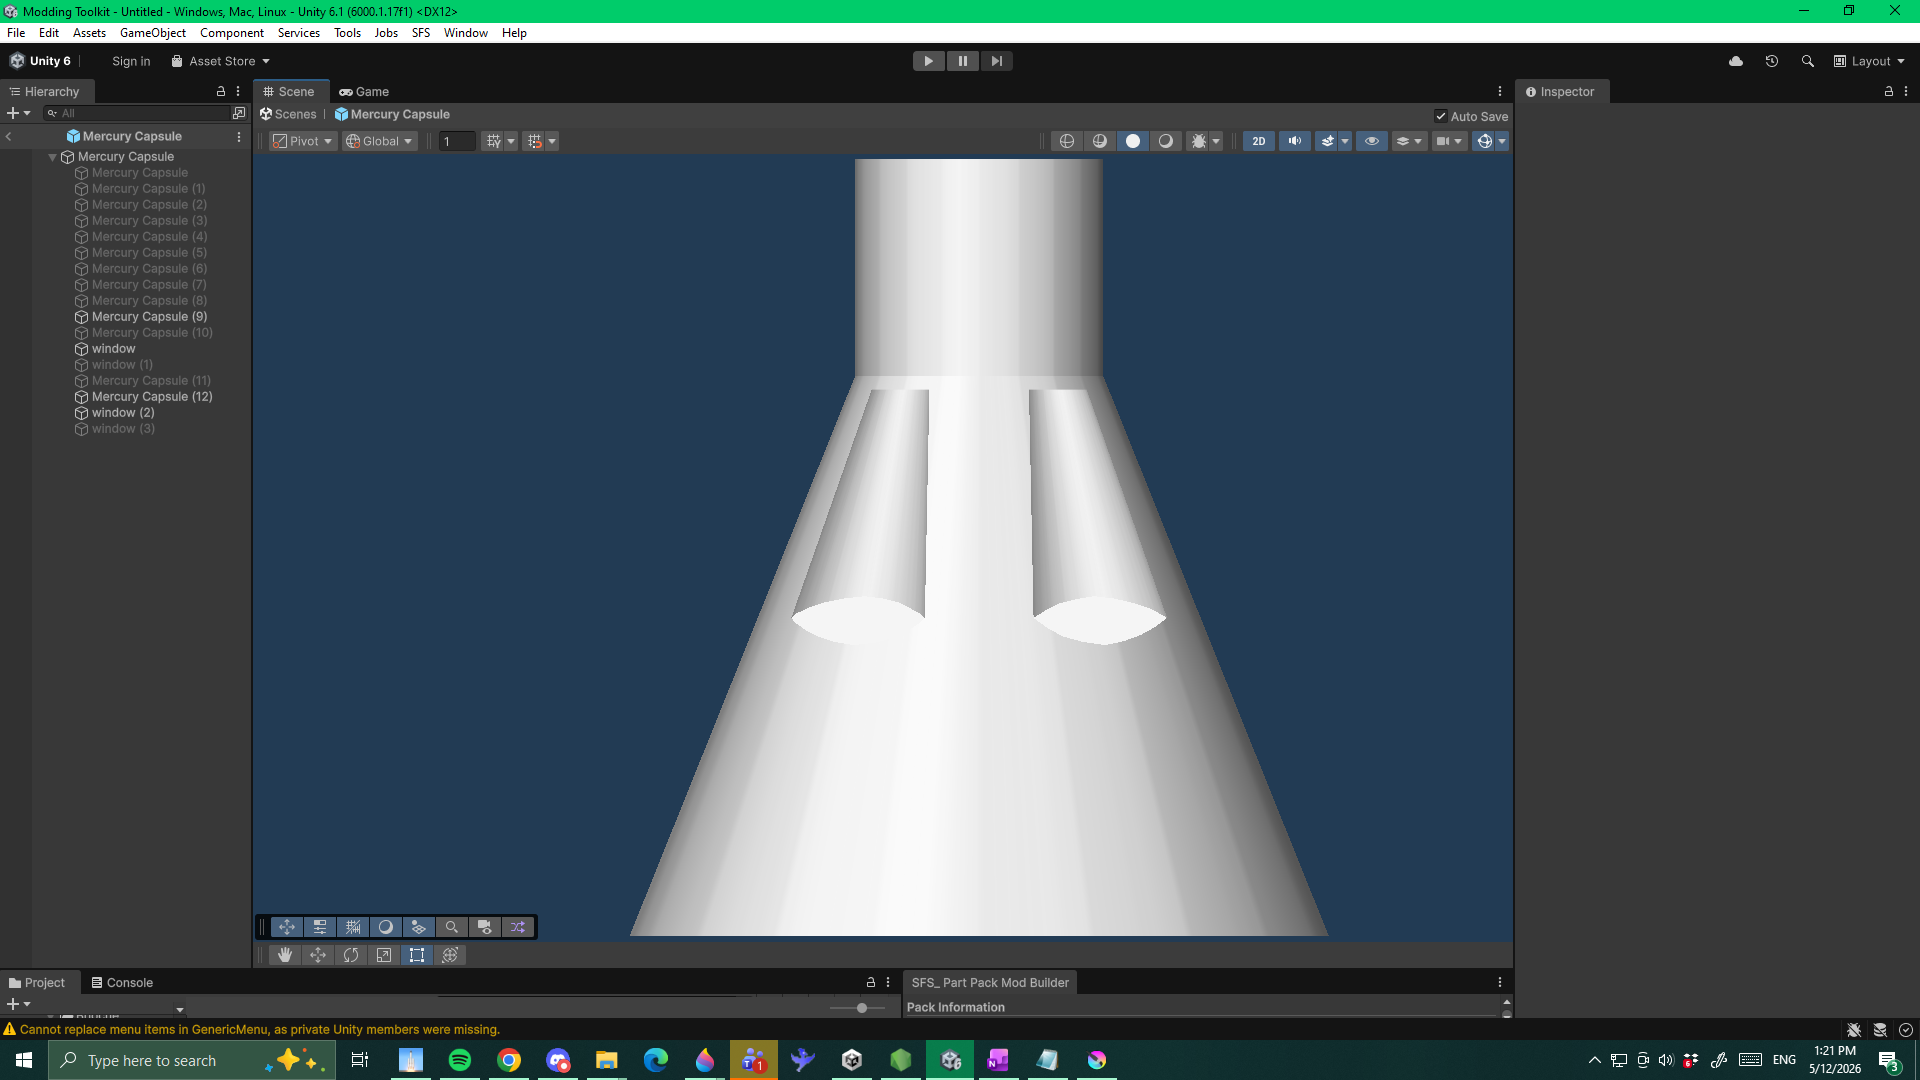 Modding Toolkit - Untitled - Windows, Mac, Linux - Unity 6.1 (6000.1.17f1) <DX12>
File Edit Assets GameObject Component Services Tools Jobs SFS Window Help
Unity 6 Sign in Asset Store Layout
Hierarchy Scene Game Inspector
All Scenes Mercury Capsule Auto Save
Mercury Capsule Pivot Global 1 2D
Mercury Capsule
Mercury Capsule
Mercury Capsule (1)
Mercury Capsule (2)
Mercury Capsule (3)
Mercury Capsule (4)
Mercury Capsule (5)
Mercury Capsule (6)
Mercury Capsule (7)
Mercury Capsule (8)
Mercury Capsule (9)
Mercury Capsule (10)
window
window (1)
Mercury Capsule (11)
Mercury Capsule (12)
window (2)
window (3)
Project Console SFS_ Part Pack Mod Builder
Pack Information
Cannot replace menu items in GenericMenu, as private Unity members were missing.
Type here to search 1 ENG 1:21 PM
5/12/2026 3